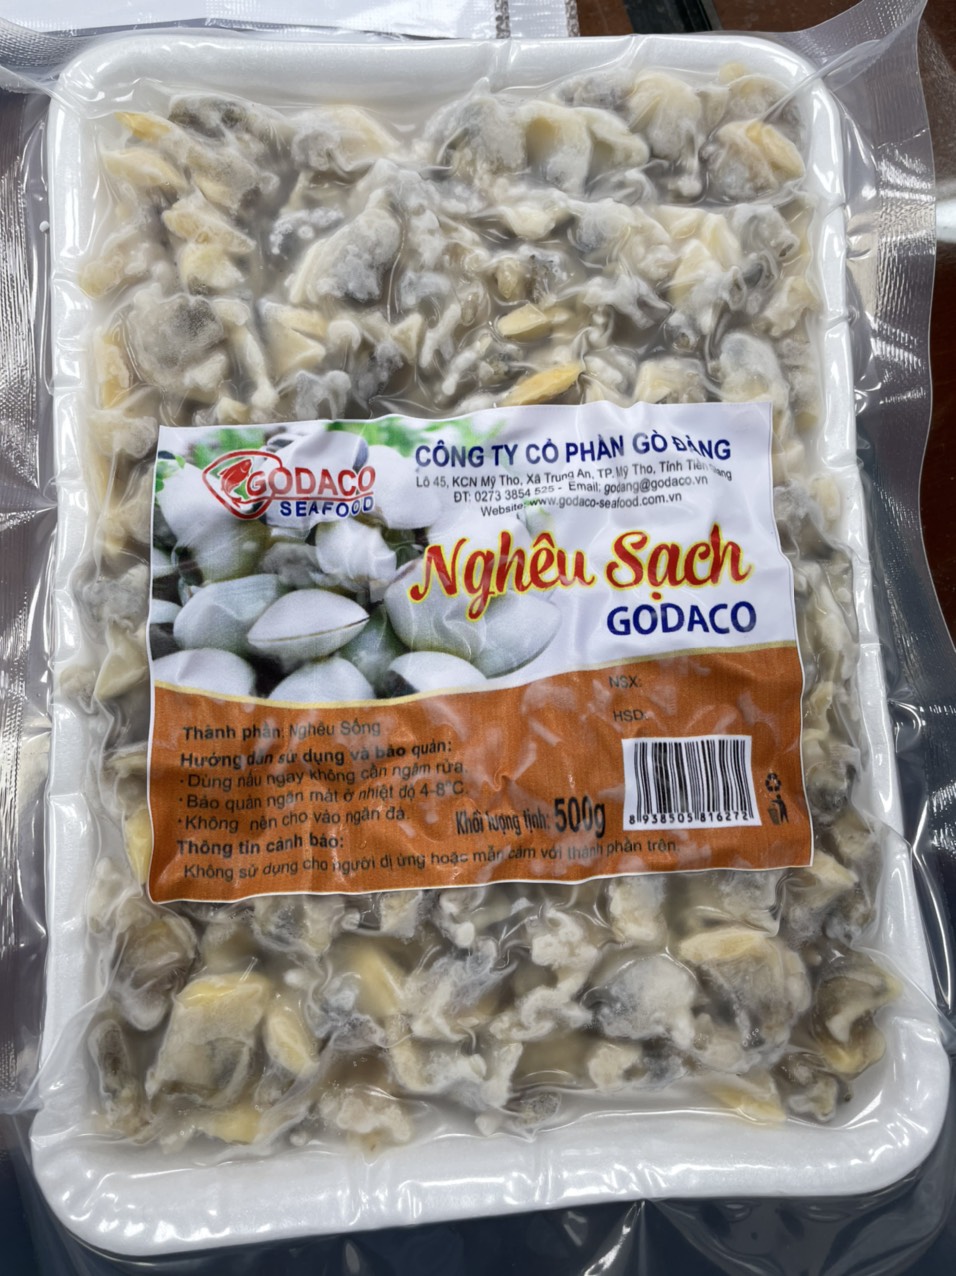 GODACO
SEAFOOD
CÔNG TY CỔ PHẦN GÒ ĐÀNG
Lô 45, KCN Mỹ Tho, Xã Trung An, TP. Mỹ Tho, Tỉnh Tiền Giang
ĐT: 0273 3854 525 - Email: godang@godaco.vn
Website: www.godaco-seafood.com.vn
Nghêu Sạch
GODACO
NSX:
HSD:
Thành phần: Nghêu Sống
Hướng dẫn sử dụng và bảo quản:
- Dùng nấu ngay không cần ngâm rửa.
- Bảo quản ngăn mát ở nhiệt độ 4-8°C.
- Không nên cho vào ngăn đá.
Khối lượng tịnh: 500g
8 938505 816272
Thông tin cảnh báo:
Không sử dụng cho người dị ứng hoặc mẫn cảm với thành phần trên.